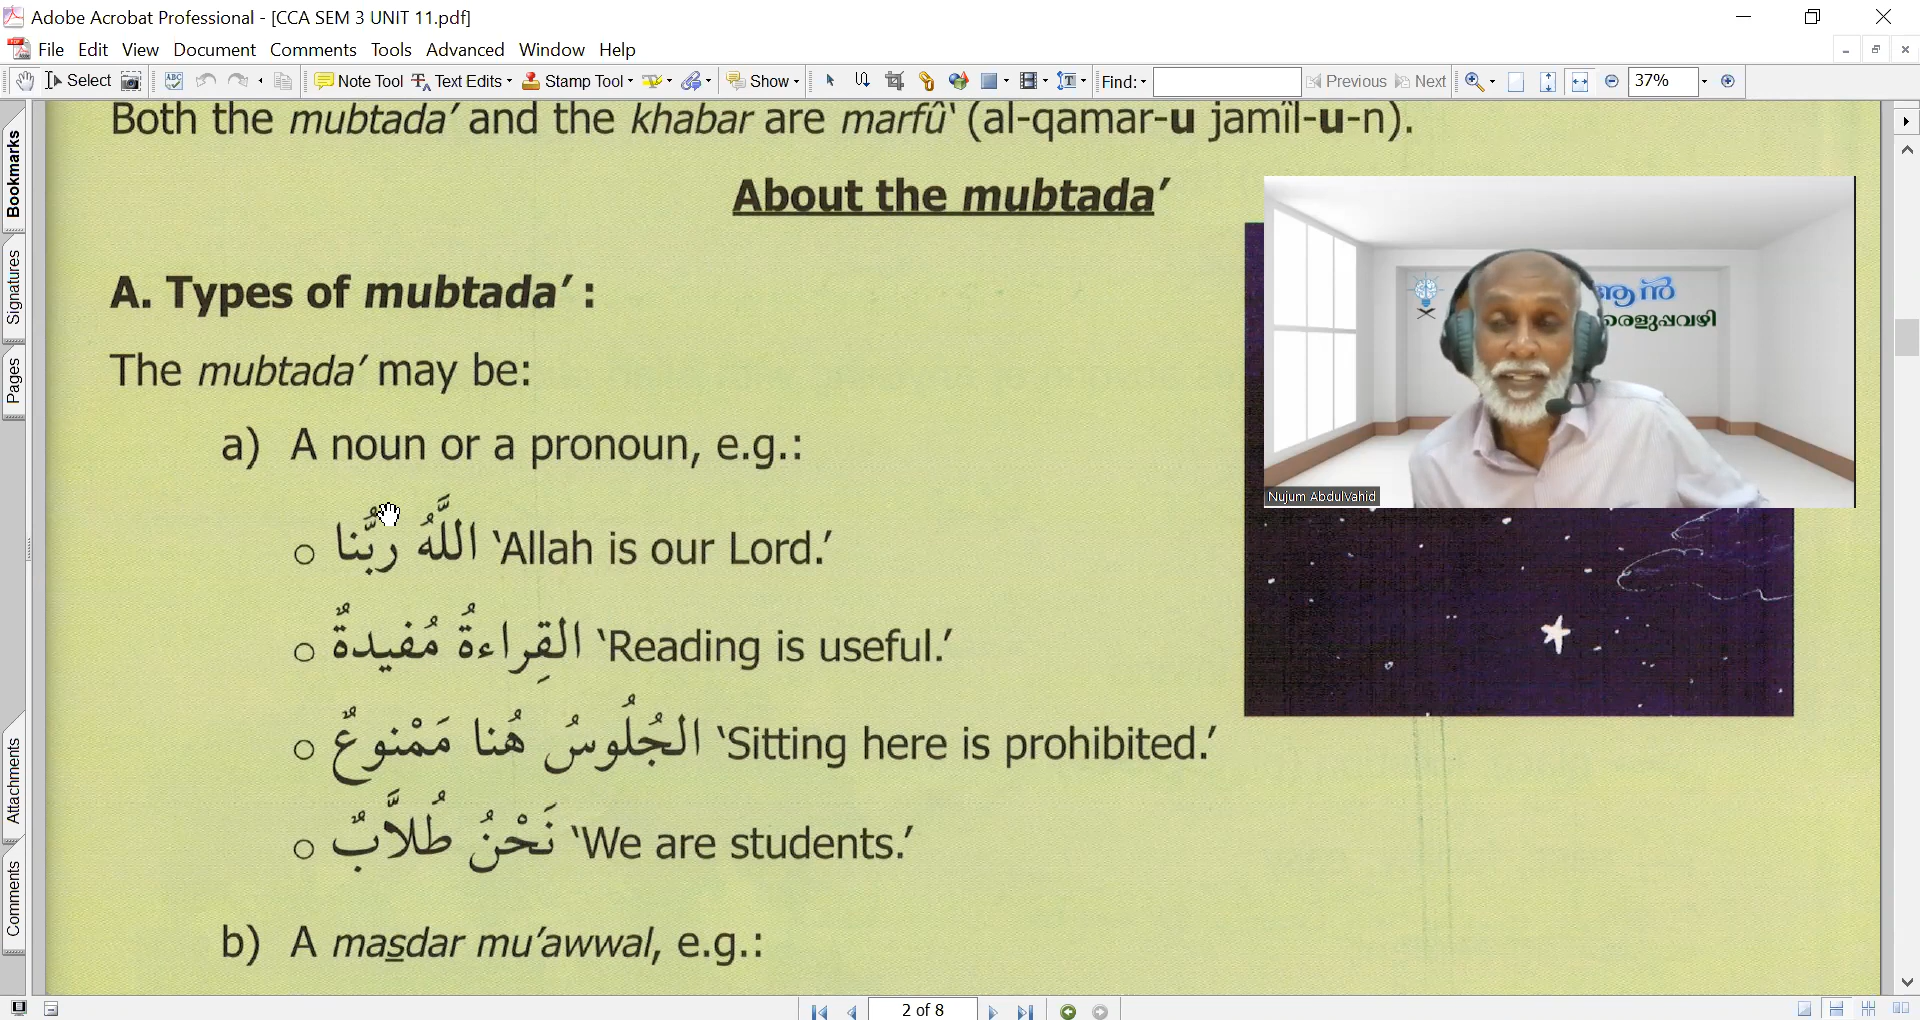 Adobe Acrobat Professional - [CCA SEM 3 UNIT 11.pdf]
File Edit View Document Comments Tools Advanced Window Help
Select Note Tool Text Edits Stamp Tool Show Find: Previous Next 37%
Bookmarks
Signatures
Pages
Attachments
Comments
Both the mubtada’ and the khabar are marfû‘ (al-qamar-u jamîl-u-n).
About the mubtada’
A. Types of mubtada’ :
The mubtada’ may be:
a) A noun or a pronoun, e.g.:
o اللَّهُ رَبُّنا ‘Allah is our Lord.’
o القِراءةُ مُفيدةٌ ‘Reading is useful.’
o الجُلُوسُ هُنا مَمْنوعٌ ‘Sitting here is prohibited.’
o نَحْنُ طُلاَّبٌ ‘We are students.’
b) A masdar mu’awwal, e.g.:
Nujum AbdulVahid
2 of 8